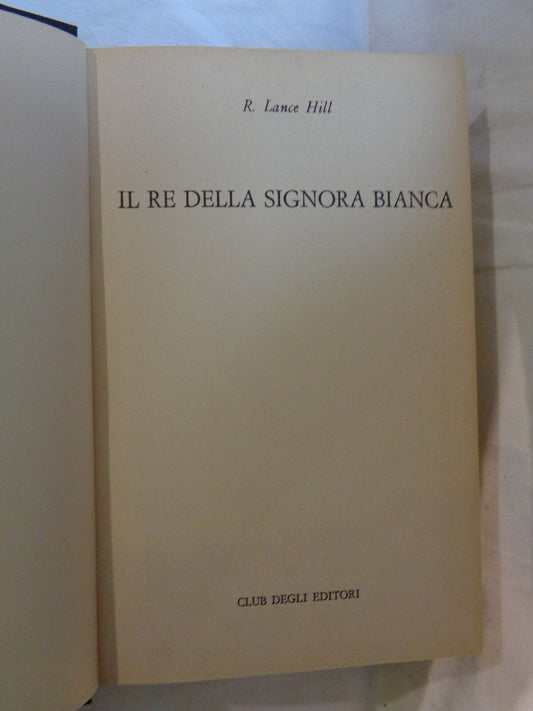 R. Lance Hill
IL RE DELLA SIGNORA BIANCA
CLUB DEGLI EDITORI